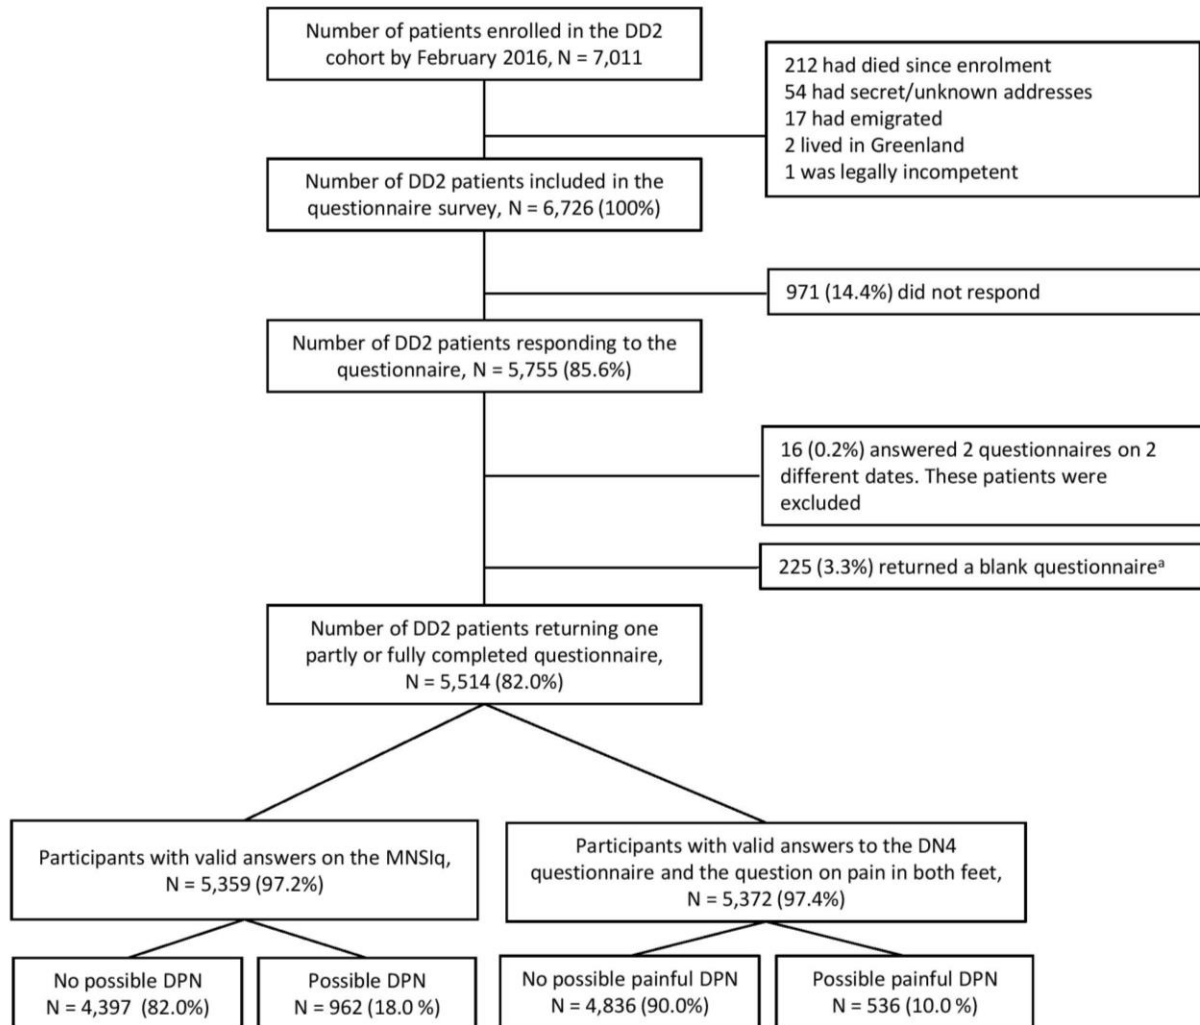 Number of patients enrolled in the DD2
cohort by February 2016, N = 7,011
212 had died since enrolment
54 had secret/unknown addresses
17 had emigrated
2 lived in Greenland
1 was legally incompetent
Number of DD2 patients included in the
questionnaire survey, N = 6,726 (100%)
971 (14.4%) did not respond
Number of DD2 patients responding to the
questionnaire, N = 5,755 (85.6%)
16 (0.2%) answered 2 questionnaires on 2
different dates. These patients were
excluded
225 (3.3%) returned a blank questionnaireᵃ
Number of DD2 patients returning one
partly or fully completed questionnaire,
N = 5,514 (82.0%)
Participants with valid answers on the MNSIq,
N = 5,359 (97.2%)
Participants with valid answers to the DN4
questionnaire and the question on pain in both feet,
N = 5,372 (97.4%)
No possible DPN
N = 4,397 (82.0%)
Possible DPN
N = 962 (18.0 %)
No possible painful DPN
N = 4,836 (90.0%)
Possible painful DPN
N = 536 (10.0 %)